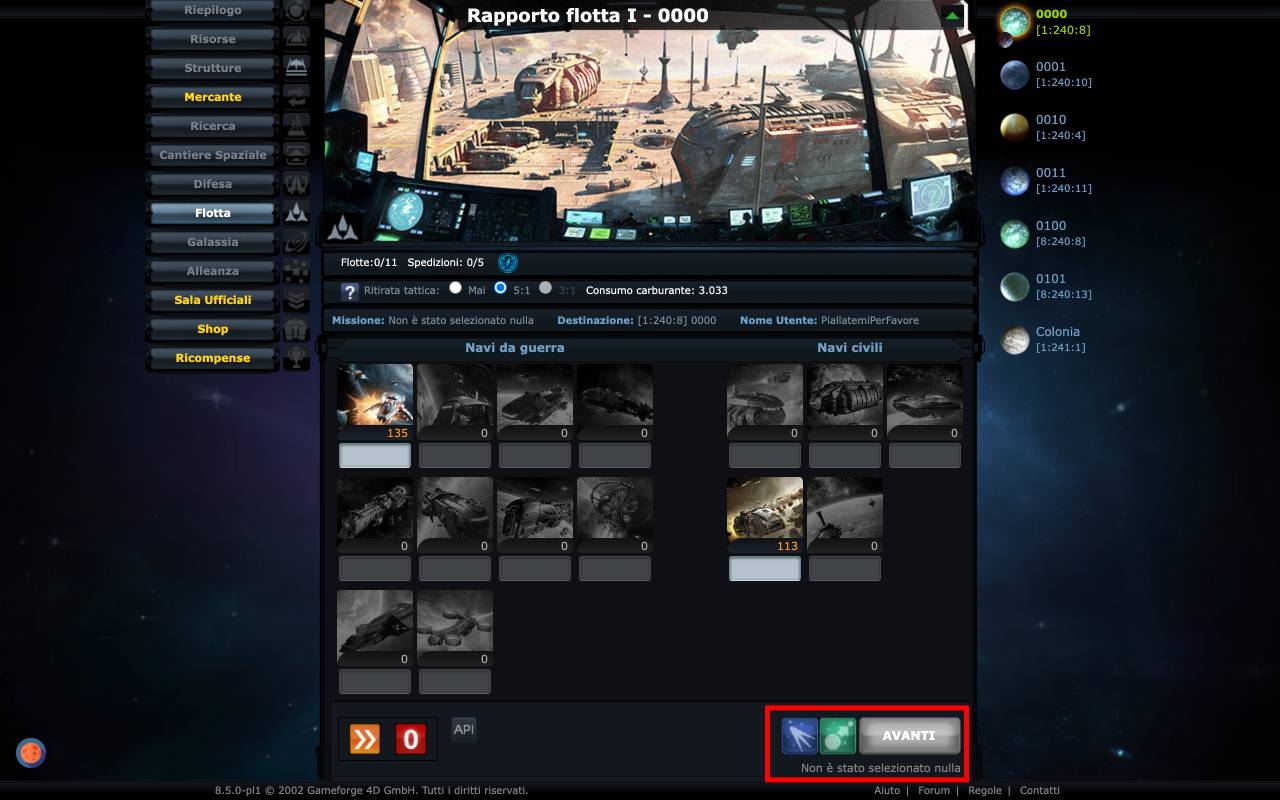 Rapporto flotta I - 0000
Riepilogo
Risorse
Strutture
Mercante
Ricerca
Cantiere Spaziale
Difesa
Flotta
Galassia
Alleanza
Sala Ufficiali
Shop
Ricompense
Flotte:0/11 Spedizioni: 0/5
? Ritirata tattica: Mai 5:1 3:1 Consumo carburante: 3.033
Missione: Non è stato selezionato nulla Destinazione: [1:240:8] 0000 Nome Utente: PiallatemiPerFavore
Navi da guerra
135 0 0 0
0 0 0 0
0 0
Navi civili
0 0 0
113 0
0
API
AVANTI
Non è stato selezionato nulla
0000
[1:240:8]
0001
[1:240:10]
0010
[1:240:4]
0011
[1:240:11]
0100
[8:240:8]
0101
[8:240:13]
Colonia
[1:241:1]
8.5.0-pl1 © 2002 Gameforge 4D GmbH. Tutti i diritti riservati.
Aiuto | Forum | Regole | Contatti